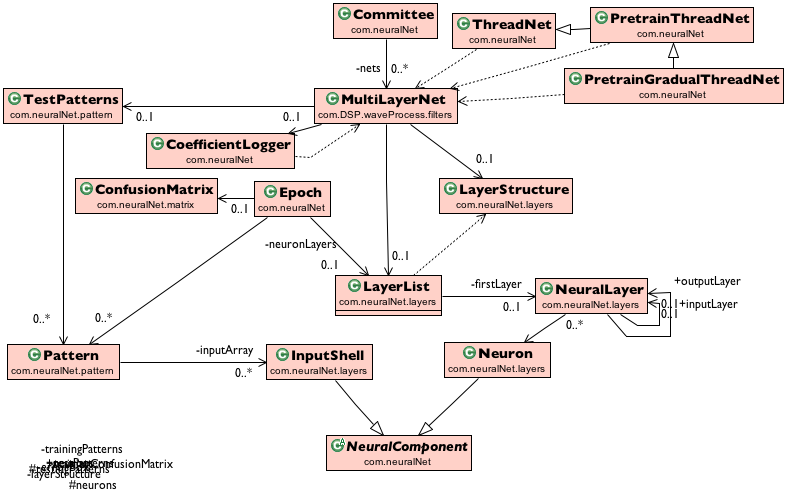 Committee
com.neuralNet
ThreadNet
com.neuralNet
PretrainThreadNet
com.neuralNet
-nets
0..*
PretrainGradualThreadNet
com.neuralNet
TestPatterns
com.neuralNet.pattern
0..1
0..1
MultiLayerNet
com.DSP.waveProcess.filters
CoefficientLogger
com.neuralNet
0..1
ConfusionMatrix
com.neuralNet.matrix
0..1
Epoch
com.neuralNet
LayerStructure
com.neuralNet.layers
-neuronLayers
0..1
0..1
LayerList
com.neuralNet.layers
-firstLayer
0..1
NeuralLayer
com.neuralNet.layers
+outputLayer
0..1
+inputLayer
0..1
0..*
0..*
0..*
Pattern
com.neuralNet.pattern
-inputArray
0..*
InputShell
com.neuralNet.layers
Neuron
com.neuralNet.layers
NeuralComponent
com.neuralNet
-trainingPatterns
ConfusionMatrix
-layerStructure
#neurons